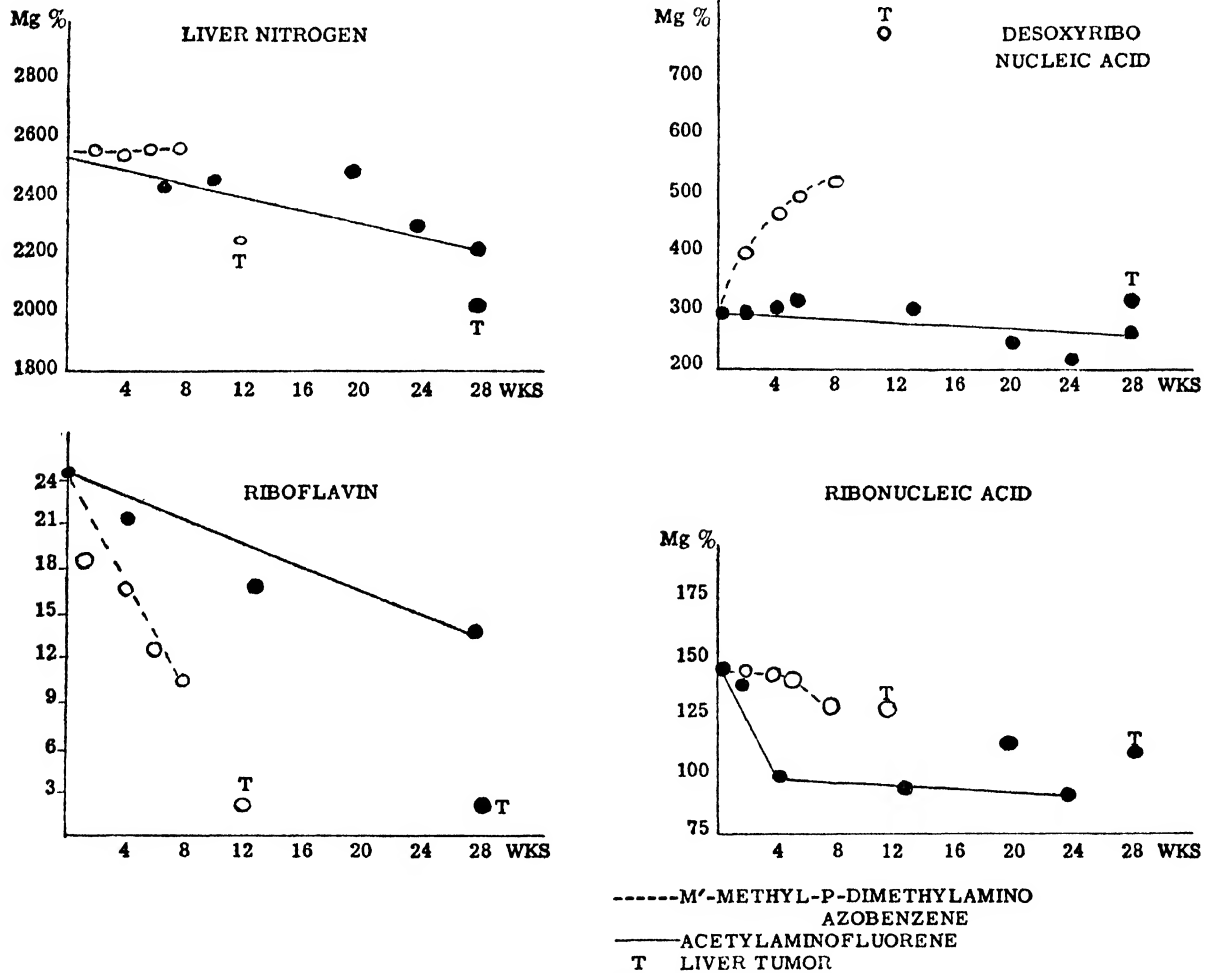 Mg %
LIVER NITROGEN
2800
2600
2400
2200
2000
1800
T
T
4 8 12 16 20 24 28 WKS
Mg %
T
DESOXYRIBO
NUCLEIC ACID
700
600
500
400
300
200
T
4 8 12 16 20 24 28 WKS
RIBOFLAVIN
24
21
18
15
12
9
6
3
T
T
4 8 12 16 20 24 28 WKS
RIBONUCLEIC ACID
Mg %
175
150
125
100
75
T
T
4 8 12 16 20 24 28 WKS
M′-METHYL-P-DIMETHYLAMINO
AZOBENZENE
ACETYLAMINOFLUORENE
T LIVER TUMOR